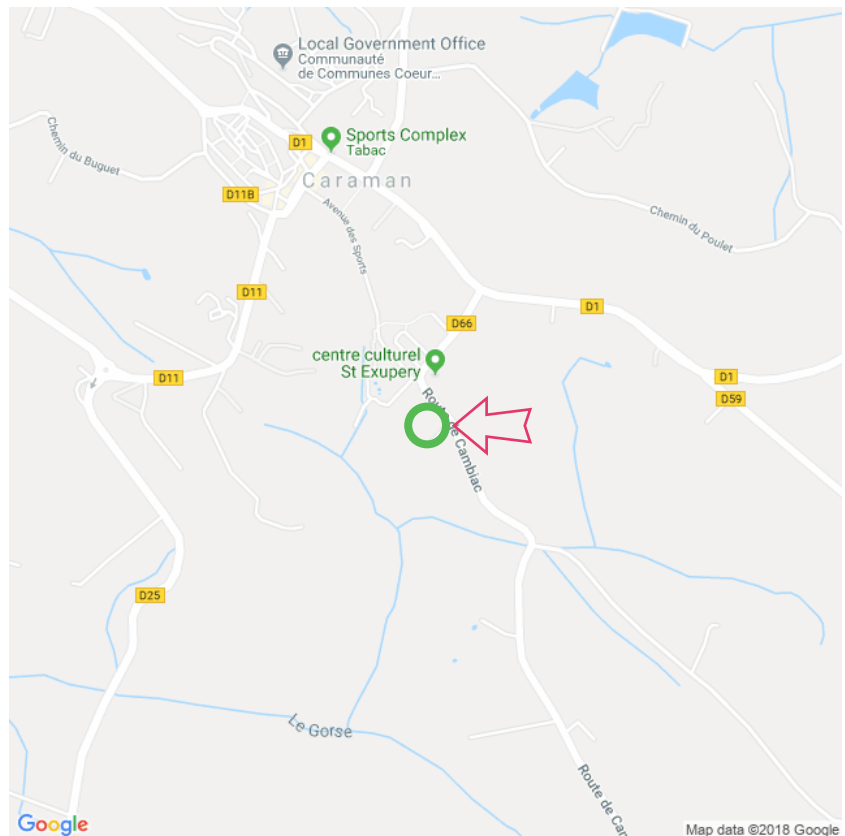 Local Government Office
Communauté
de Communes Coeur...
Sports Complex
Tabac
D1
Chemin du Buguet
Caraman
D11B
Avenue des Sports
Chemin du Poulet
D11
D1
D66
centre culturel
St Exupery
D11
D1
D59
Route de Cambiac
D25
Le Gorse
Route de Cam
Google
Map data ©2018 Google